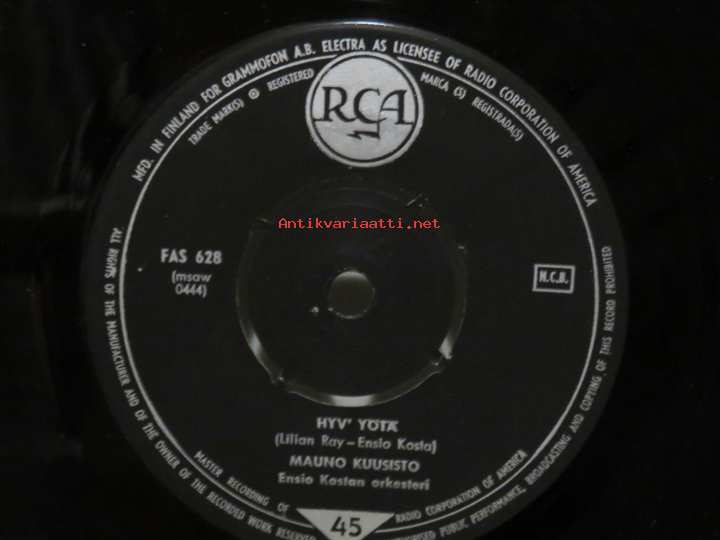 MFD. IN FINLAND FOR GRAMMOFON A.B. ELECTRA AS LICENSEE OF RADIO CORPORATION OF AMERICA
TRADE MARK(S) ® REGISTERED
MARCA (S) REGISTRADA(S)
RCA
Antikvariaatti.net
FAS 628
(msaw
0444)
N.C.B.
HYV' YÖTÄ
(Lilian Ray – Ensio Kosta)
MAUNO KUUSISTO
Ensio Kostan orkesteri
MASTER RECORDING OF
RADIO CORPORATION OF AMERICA
45
ALL RIGHTS OF THE MANUFACTURER AND OF THE OWNER OF THE RECORDED WORK RESERVED
PUBLIC PERFORMANCE, BROADCASTING AND COPYING OF THIS RECORD PROHIBITED